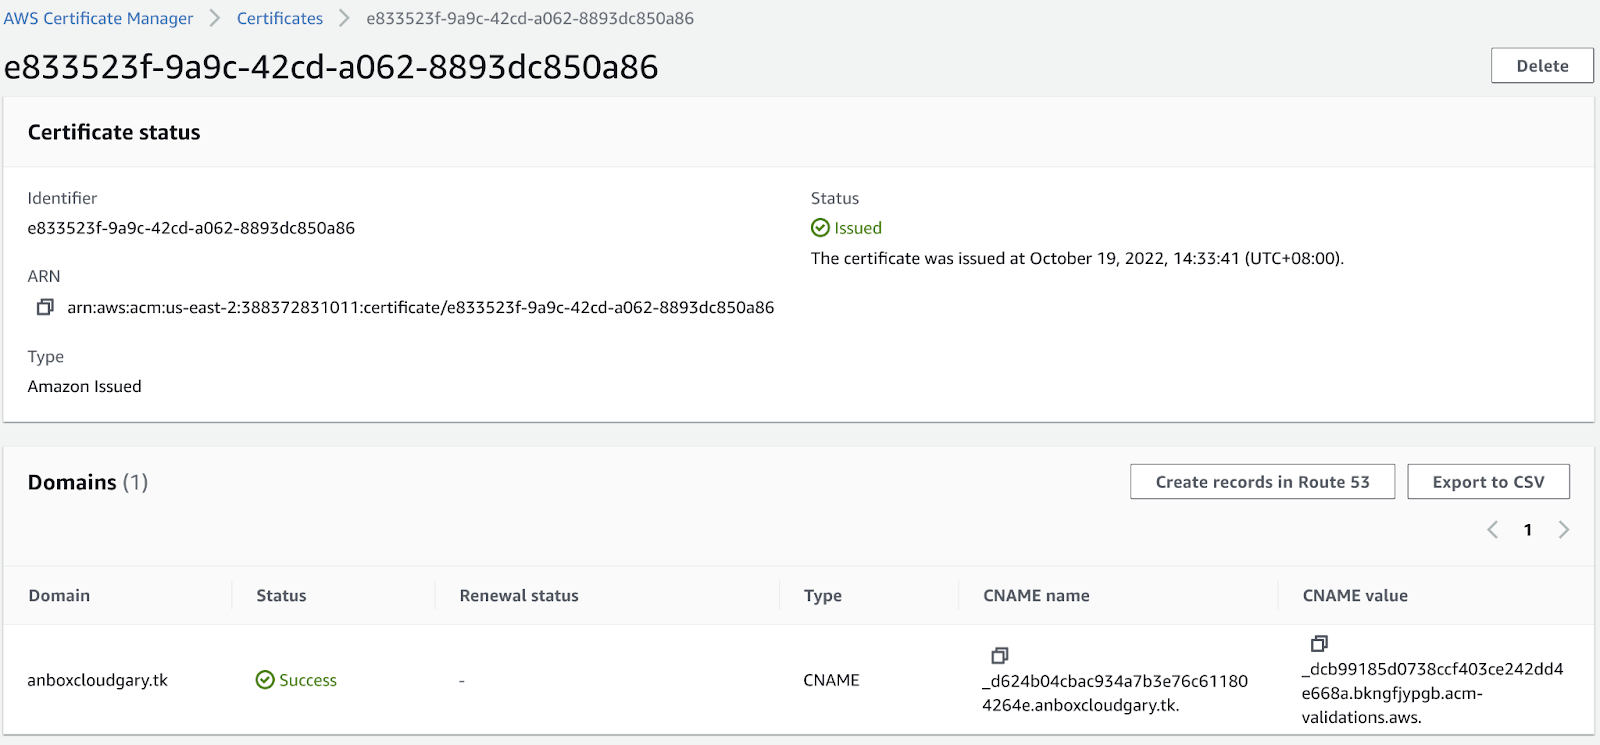 AWS Certificate Manager > Certificates > e833523f-9a9c-42cd-a062-8893dc850a86
e833523f-9a9c-42cd-a062-8893dc850a86
Delete
Certificate status
Identifier
e833523f-9a9c-42cd-a062-8893dc850a86
ARN
arn:aws:acm:us-east-2:388372831011:certificate/e833523f-9a9c-42cd-a062-8893dc850a86
Type
Amazon Issued
Status
Issued
The certificate was issued at October 19, 2022, 14:33:41 (UTC+08:00).
Domains (1)
Create records in Route 53
Export to CSV
< 1 >
Domain Status Renewal status Type CNAME name CNAME value
anboxcloudgary.tk
Success
-
CNAME
_d624b04cbac934a7b3e76c61180
4264e.anboxcloudgary.tk.
_dcb99185d0738ccf403ce242dd4
e668a.bkngfjypgb.acm-
validations.aws.